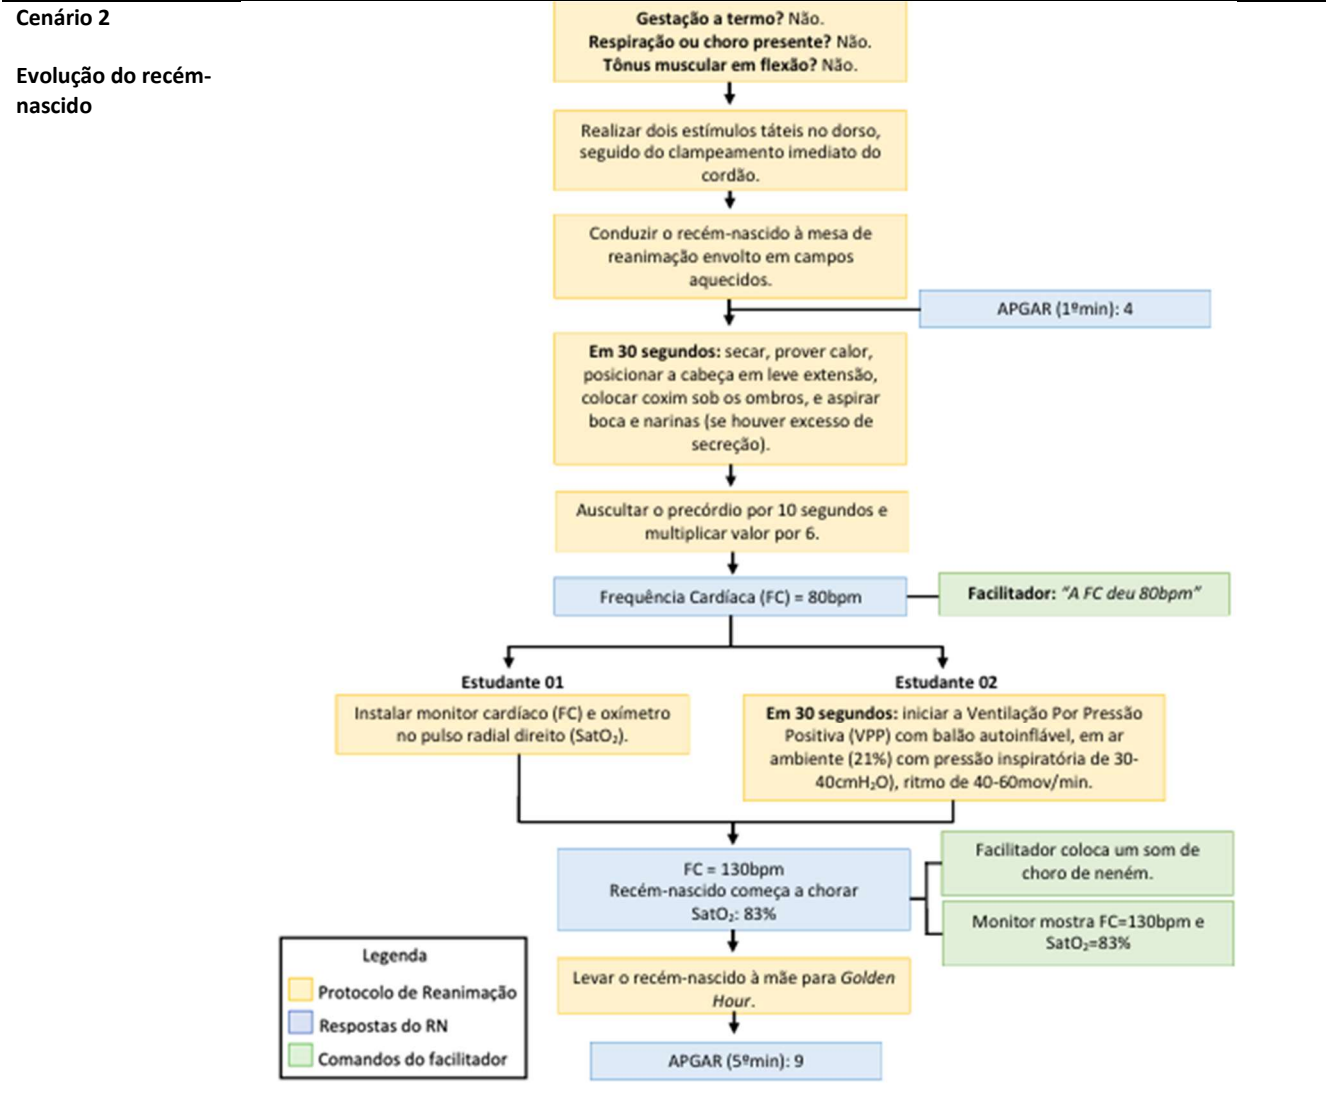 Cenário 2
Evolução do recém-
nascido
Gestação a termo? Não.
Respiração ou choro presente? Não.
Tônus muscular em flexão? Não.
Realizar dois estímulos táteis no dorso,
seguido do clampeamento imediato do
cordão.
Conduzir o recém-nascido à mesa de
reanimação envolto em campos
aquecidos.
APGAR (1ºmin): 4
Em 30 segundos: secar, prover calor,
posicionar a cabeça em leve extensão,
colocar coxim sob os ombros, e aspirar
boca e narinas (se houver excesso de
secreção).
Auscultar o precórdio por 10 segundos e
multiplicar valor por 6.
Frequência Cardíaca (FC) = 80bpm
Facilitador: “A FC deu 80bpm”
Estudante 01
Instalar monitor cardíaco (FC) e oxímetro
no pulso radial direito (SatO₂).
Estudante 02
Em 30 segundos: iniciar a Ventilação Por Pressão
Positiva (VPP) com balão autoinflável, em ar
ambiente (21%) com pressão inspiratória de 30-
40cmH₂O), ritmo de 40-60mov/min.
FC = 130bpm
Recém-nascido começa a chorar
SatO₂: 83%
Facilitador coloca um som de
choro de neném.
Monitor mostra FC=130bpm e
SatO₂=83%
Levar o recém-nascido à mãe para Golden
Hour.
APGAR (5ºmin): 9
Legenda
Protocolo de Reanimação
Respostas do RN
Comandos do facilitador